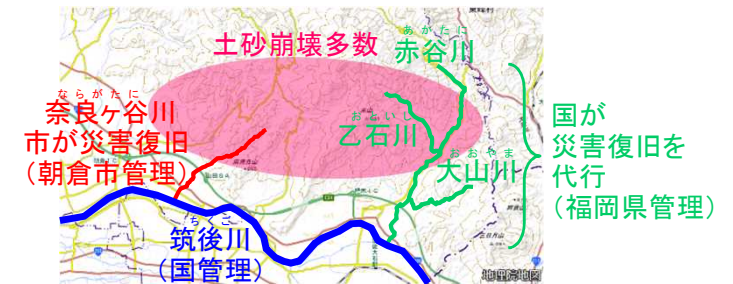 土砂崩壊多数
あかたに
赤谷川
ならがたに
奈良ヶ谷川
市が災害復旧
(朝倉市管理)
おといし
乙石川
おおやま
大山川
国が
災害復旧を
代行
(福岡県管理)
ちくご
筑後川
(国管理)
地理院地図